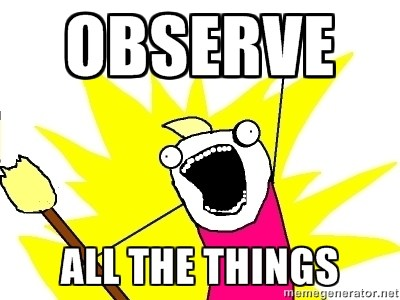 OBSERVE
ALL THE THINGS
memegenerator.net